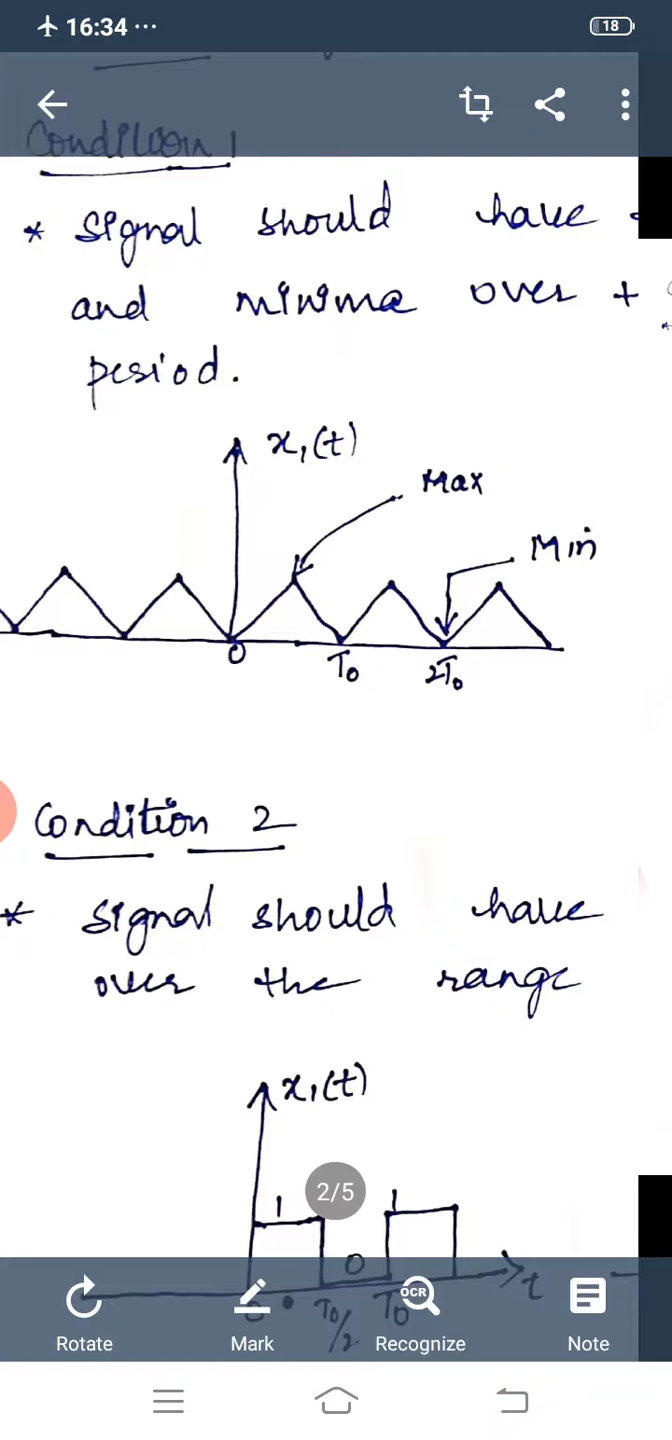 16:34 ...
18
Condition 1
* Signal should have
and minima over
period.
x₁(t)
Max
Min
0
T₀
2T₀
Condition 2
* Signal should have
over the range
x₁(t)
1
2/5
1
0
t
0
T₀/2
T₀
OCR
Rotate
Mark
Recognize
Note